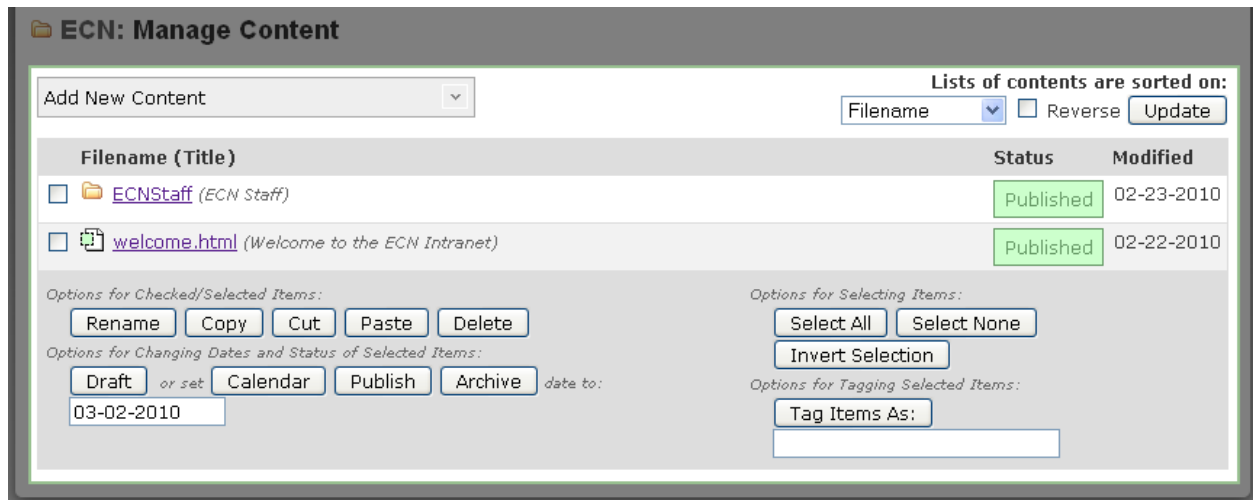 ECN: Manage Content
Add New Content
Lists of contents are sorted on:
Filename Reverse Update
Filename (Title) Status Modified
ECNStaff (ECN Staff) Published 02-23-2010
welcome.html (Welcome to the ECN Intranet) Published 02-22-2010
Options for Checked/Selected Items:
Rename Copy Cut Paste Delete
Options for Changing Dates and Status of Selected Items:
Draft or set Calendar Publish Archive date to:
03-02-2010
Options for Selecting Items:
Select All Select None
Invert Selection
Options for Tagging Selected Items:
Tag Items As: